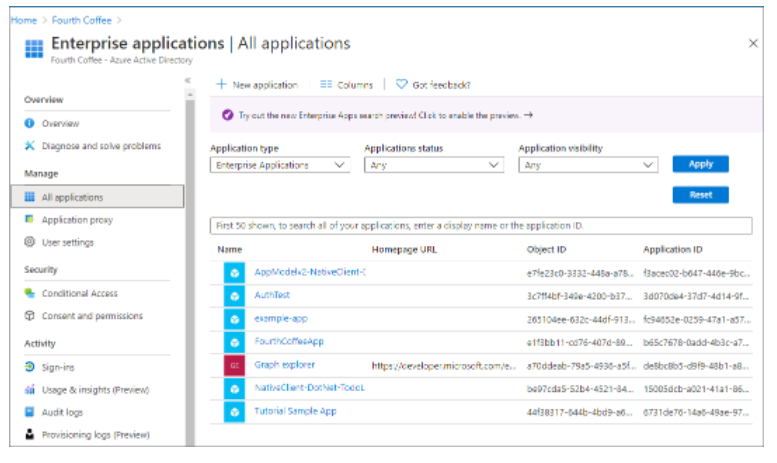 Home > Fourth Coffee >
Enterprise applications | All applications
Fourth Coffee - Azure Active Directory
+ New application
Columns
Got feedback?
Try out the new Enterprise Apps search preview! Click to enable the preview. →
Overview
Overview
Diagnose and solve problems
Manage
All applications
Application proxy
User settings
Security
Conditional Access
Consent and permissions
Activity
Sign-ins
Usage & insights (Preview)
Audit logs
Provisioning logs (Preview)
Application type
Applications status
Application visibility
Enterprise Applications
Any
Any
Apply
Reset
First 50 shown, to search all of your applications, enter a display name or the application ID.
Name Homepage URL Object ID Application ID
AppModelv2-NativeClient-D e7fe23c0-3332-448a-a78... f3acec02-b647-446e-9bc...
AuthTest 3c7ff4bf-349e-4200-b37... 3d070de4-37d7-4d14-9f...
example-app 265104ee-632c-44df-913... fc94652e-0259-47a1-a57...
FourthCoffeeApp e1f3bb11-cd76-407d-89... b65c7678-0add-4b3c-a7...
GE Graph explorer https://developer.microsoft.com/e... a70ddeab-79a5-4936-a5f... de8bc8b5-d9f9-48b1-a8...
NativeClient-DotNet-TodoL be97cda5-52b4-4521-84... 15005dcb-a021-41a1-86...
Tutorial Sample App 44f38317-644b-4bd9-a6... 6731de76-14a6-49ae-97...